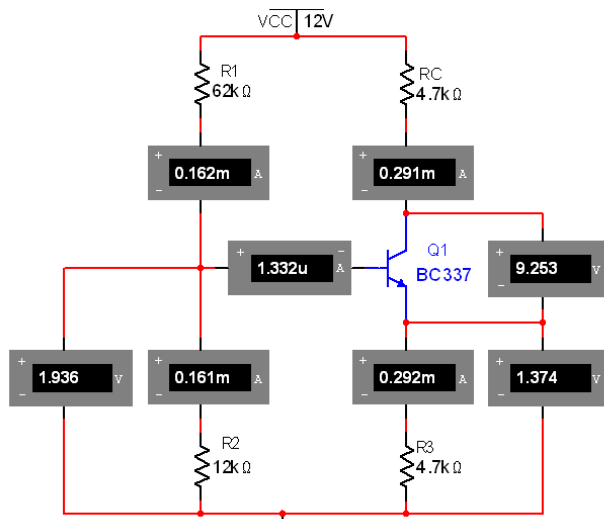 VCC 12V
R1
62kΩ
RC
4.7kΩ
+ 0.162m A −
+ 0.291m A −
+ 1.332u A −
Q1
BC337
+ 9.253 V −
+ 1.936 V −
+ 0.161m A −
+ 0.292m A −
+ 1.374 V −
R2
12kΩ
R3
4.7kΩ